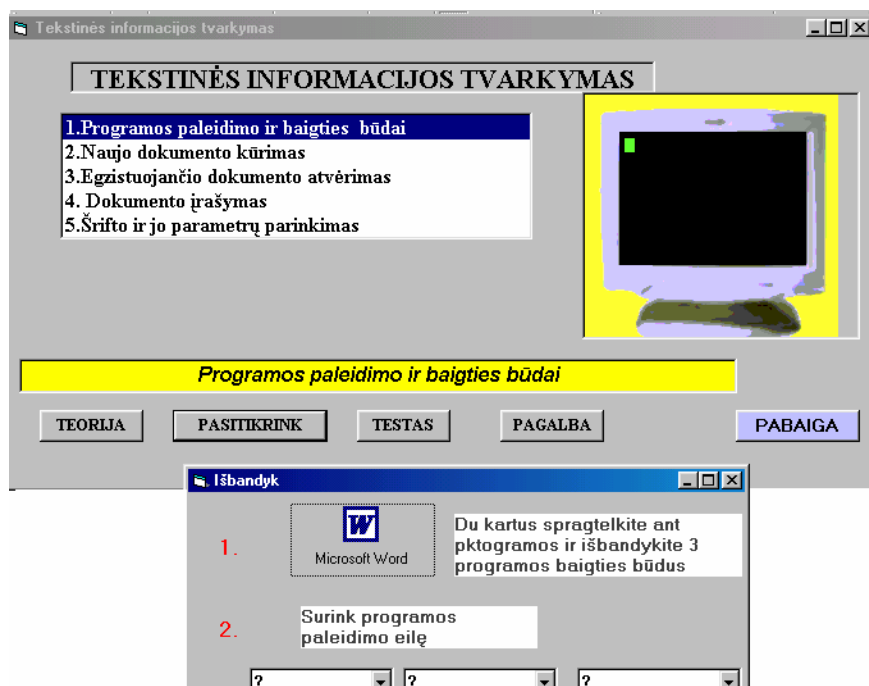 Tekstinės informacijos tvarkymas
TEKSTINĖS INFORMACIJOS TVARKYMAS
1.Programos paleidimo ir baigties būdai
2.Naujo dokumento kūrimas
3.Egzistuojančio dokumento atvėrimas
4. Dokumento įrašymas
5.Šrifto ir jo parametrų parinkimas
Programos paleidimo ir baigties būdai
TEORIJA PASITIKRINK TESTAS PAGALBA PABAIGA
Išbandyk
1.
W
Microsoft Word
Du kartus spragtelkite ant
pktogramos ir išbandykite 3
programos baigties būdus
2.
Surink programos
paleidimo eilę
? ? ?